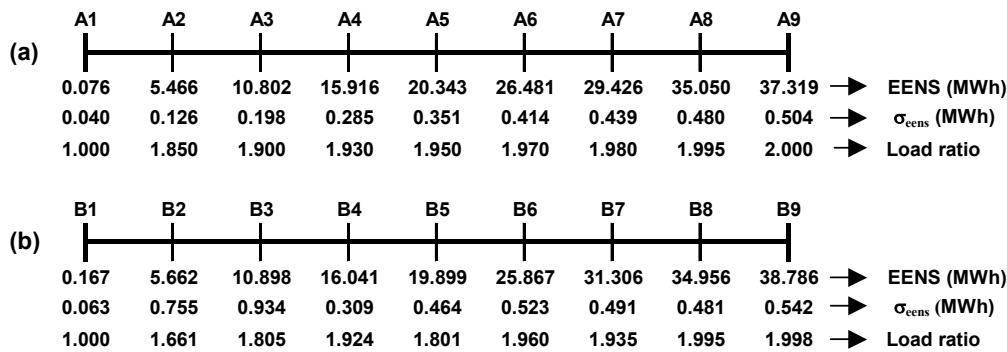 A1 A2 A3 A4 A5 A6 A7 A8 A9
(a)
0.076 5.466 10.802 15.916 20.343 26.481 29.426 35.050 37.319 EENS (MWh)
0.040 0.126 0.198 0.285 0.351 0.414 0.439 0.480 0.504 σeens (MWh)
1.000 1.850 1.900 1.930 1.950 1.970 1.980 1.995 2.000 Load ratio
B1 B2 B3 B4 B5 B6 B7 B8 B9
(b)
0.167 5.662 10.898 16.041 19.899 25.867 31.306 34.956 38.786 EENS (MWh)
0.063 0.755 0.934 0.309 0.464 0.523 0.491 0.481 0.542 σeens (MWh)
1.000 1.661 1.805 1.924 1.801 1.960 1.935 1.995 1.998 Load ratio